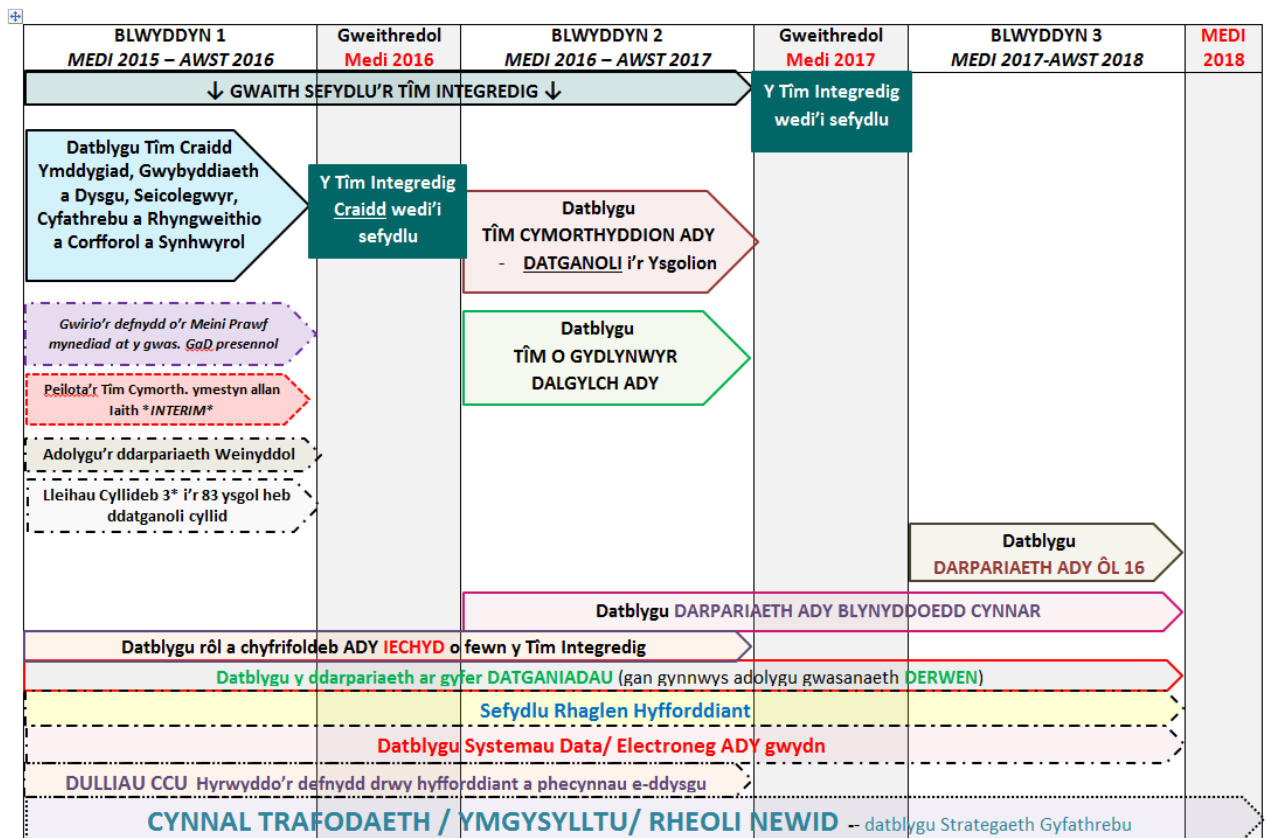 BLWYDDYN 1
MEDI 2015 – AWST 2016
Gweithredol
Medi 2016
BLWYDDYN 2
MEDI 2016 – AWST 2017
Gweithredol
Medi 2017
BLWYDDYN 3
MEDI 2017-AWST 2018
MEDI
2018
↓ GWAITH SEFYDLU’R TÎM INTEGREDIG ↓
Y Tîm Integredig
wedi’i sefydlu
Datblygu Tîm Craidd
Ymddygiad, Gwybyddiaeth
a Dysgu, Seicolegwyr,
Cyfathrebu a Rhyngweithio
a Corfforol a Synhwyrol
Y Tîm Integredig
Craidd wedi’i
sefydlu
Datblygu
TÎM CYMORTHYDDION ADY
- DATGANOLI i’r Ysgolion
Gwirio’r defnydd o’r Meini Prawf
mynediad at y gwas. GaD presennol
Datblygu
TÎM O GYDLYNWYR
DALGYLCH ADY
Peilota’r Tîm Cymorth. ymestyn allan
Iaith *INTERIM*
Adolygu’r ddarpariaeth Weinyddol
Lleihau Cyllideb 3* i’r 83 ysgol heb
ddatganoli cyllid
Datblygu
DARPARIAETH ADY ÔL 16
Datblygu DARPARIAETH ADY BLYNYDDOEDD CYNNAR
Datblygu rôl a chyfrifoldeb ADY IECHYD o fewn y Tîm Integredig
Datblygu y ddarpariaeth ar gyfer DATGANIADAU (gan gynnwys adolygu gwasanaeth DERWEN)
Sefydlu Rhaglen Hyfforddiant
Datblygu Systemau Data/ Electroneg ADY gwydn
DULLIAU CCU Hyrwyddo’r defnydd drwy hyfforddiant a phecynnau e-ddysgu
CYNNAL TRAFODAETH / YMGYSYLLTU/ RHEOLI NEWID -- datblygu Strategaeth Gyfathrebu